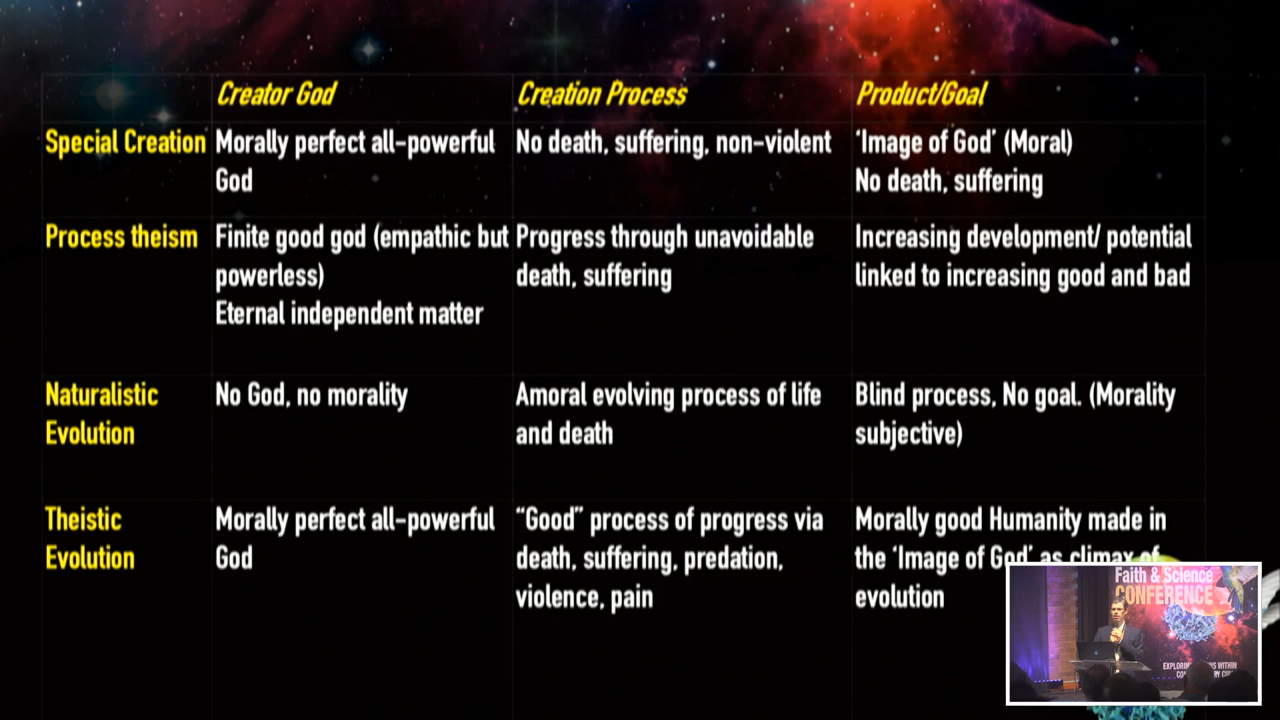 Creator God
Creation Process
Product/Goal
Special Creation
Morally perfect all-powerful
God
No death, suffering, non-violent
‘Image of God’ (Moral)
No death, suffering
Process theism
Finite good god (empathic but
powerless)
Eternal independent matter
Progress through unavoidable
death, suffering
Increasing development/ potential
linked to increasing good and bad
Naturalistic
Evolution
No God, no morality
Amoral evolving process of life
and death
Blind process, No goal. (Morality
subjective)
Theistic
Evolution
Morally perfect all-powerful
God
“Good” process of progress via
death, suffering, predation,
violence, pain
Morally good Humanity made in
the ‘Image of God’ as climax of
evolution
Faith & Science
CONFERENCE